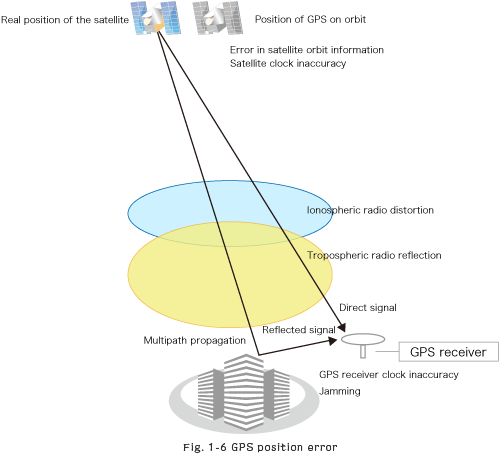 Real position of the satellite
Position of GPS on orbit
Error in satellite orbit information
Satellite clock inaccuracy
Ionospheric radio distortion
Tropospheric radio reflection
Direct signal
Reflected signal
Multipath propagation
GPS receiver
GPS receiver clock inaccuracy
Jamming
Fig. 1-6 GPS position error